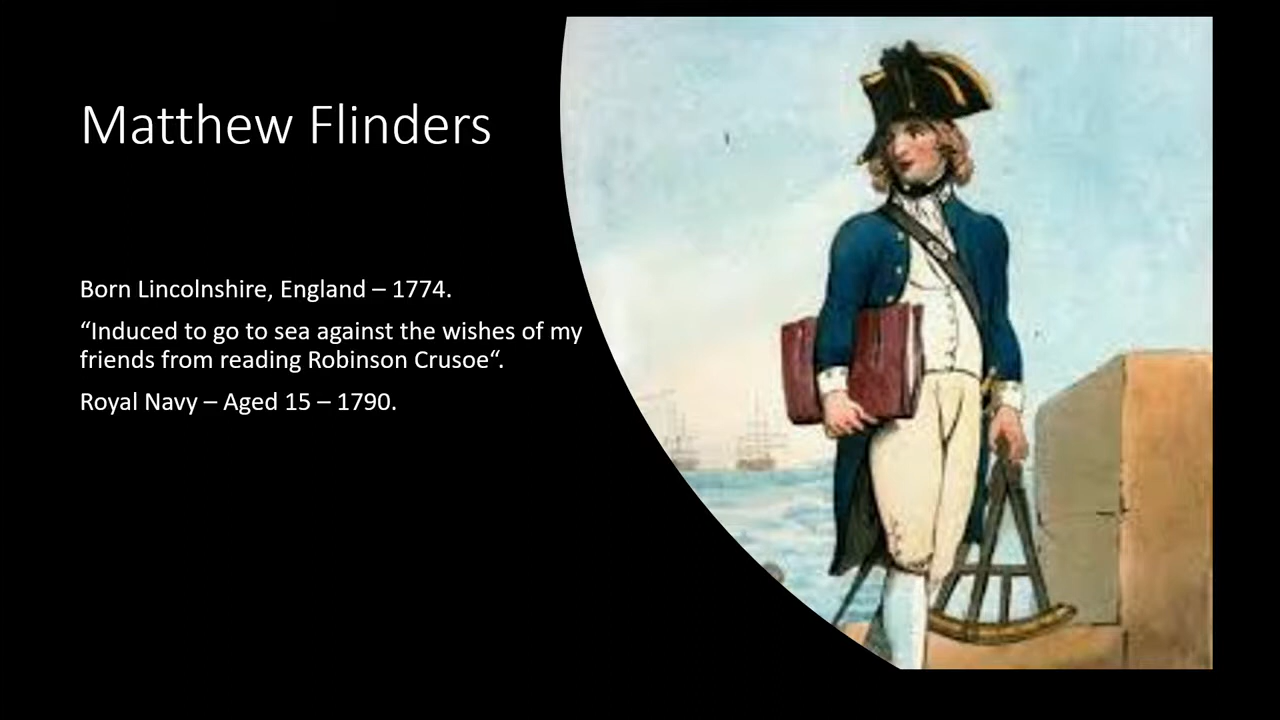 Matthew Flinders
Born Lincolnshire, England – 1774.
“Induced to go to sea against the wishes of my
friends from reading Robinson Crusoe“.
Royal Navy – Aged 15 – 1790.